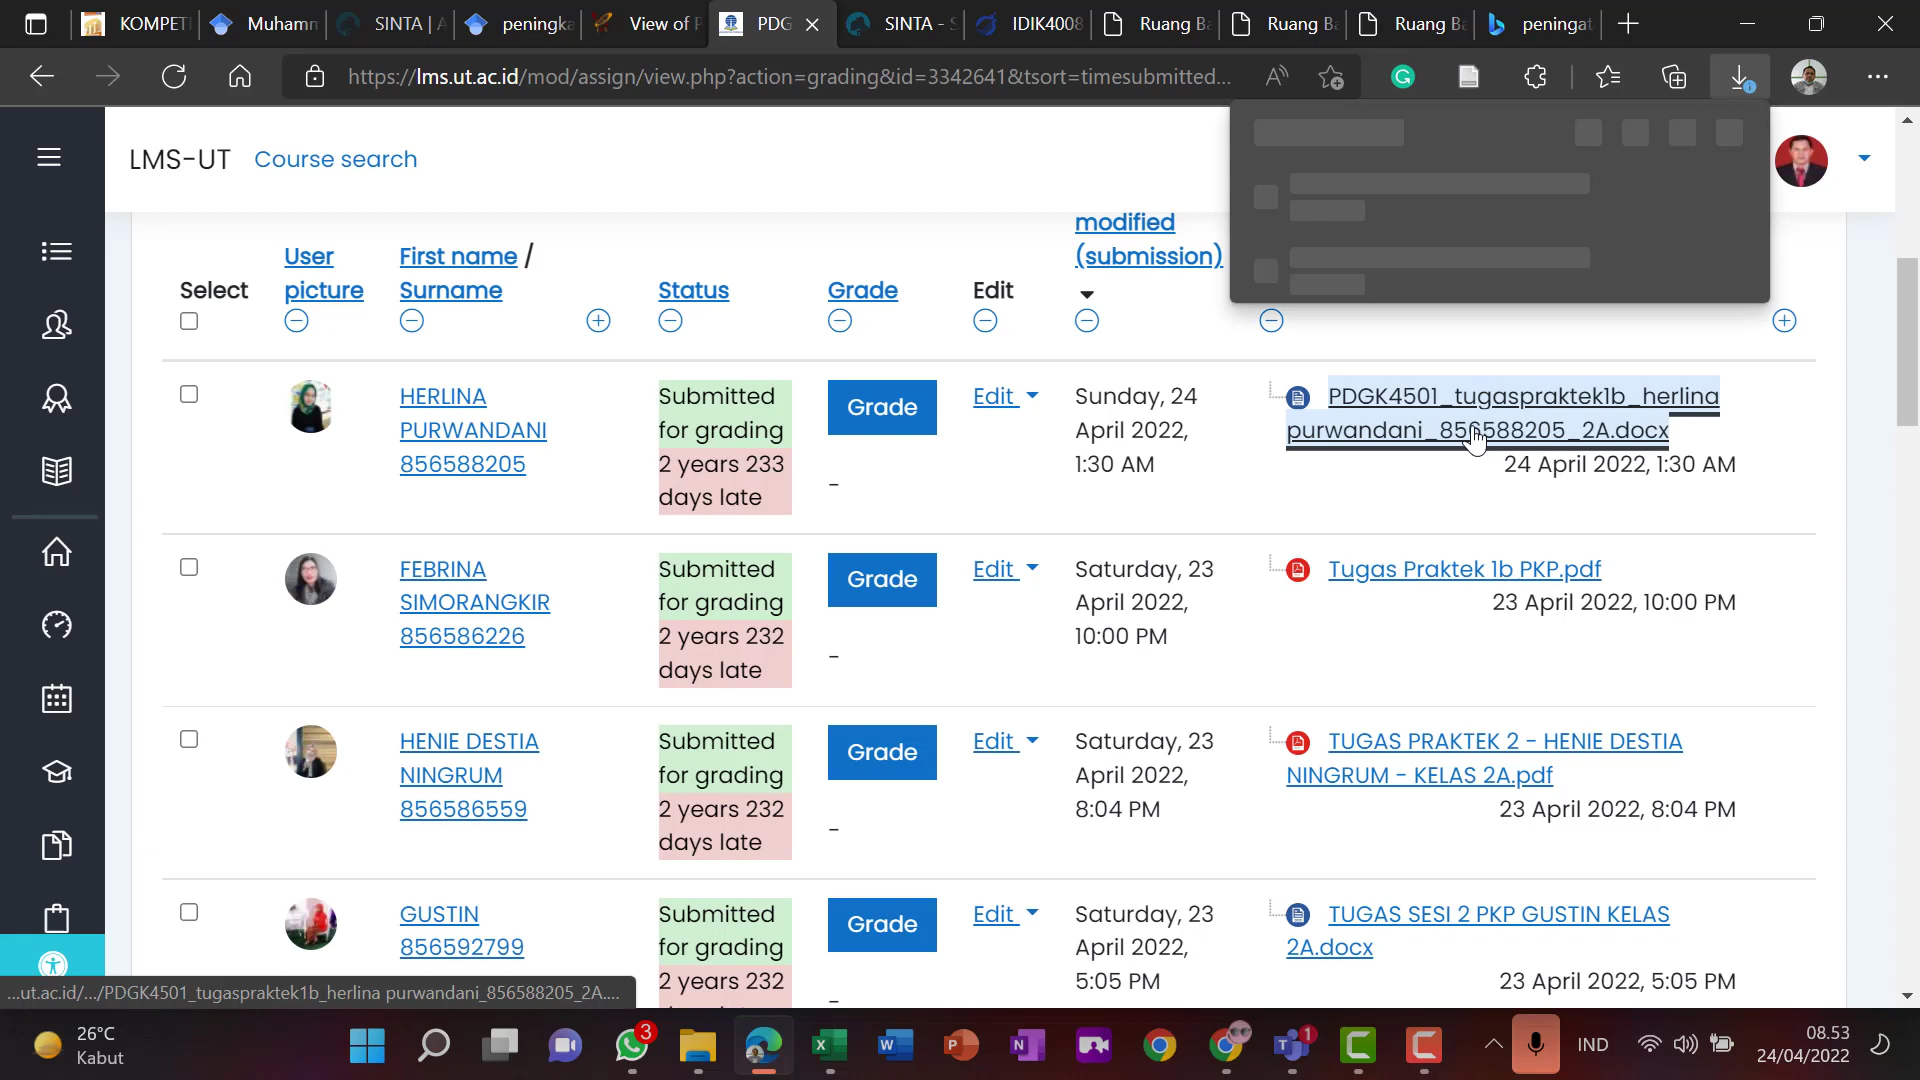 KOMPETI
Muhamm
SINTA | A
peningka
View of P
PDG
SINTA - S
IDIK4008
Ruang Ba
Ruang Ba
Ruang Ba
peningat
https://lms.ut.ac.id/mod/assign/view.php?action=grading&id=3342641&tsort=timesubmitted...
LMS-UT Course search
Select
User picture
First name / Surname
Status
Grade
Edit
modified (submission)
HERLINA PURWANDANI 856588205
Submitted for grading
2 years 233 days late
Grade
-
Edit
Sunday, 24 April 2022, 1:30 AM
PDGK4501_tugaspraktek1b_herlina
purwandani_856588205_2A.docx
24 April 2022, 1:30 AM
FEBRINA SIMORANGKIR 856586226
Submitted for grading
2 years 232 days late
Grade
-
Edit
Saturday, 23 April 2022, 10:00 PM
Tugas Praktek 1b PKP.pdf
23 April 2022, 10:00 PM
HENIE DESTIA NINGRUM 856586559
Submitted for grading
2 years 232 days late
Grade
-
Edit
Saturday, 23 April 2022, 8:04 PM
TUGAS PRAKTEK 2 - HENIE DESTIA
NINGRUM - KELAS 2A.pdf
23 April 2022, 8:04 PM
GUSTIN 856592799
Submitted for grading
2 years 232
Grade
-
Edit
Saturday, 23 April 2022, 5:05 PM
TUGAS SESI 2 PKP GUSTIN KELAS
2A.docx
23 April 2022, 5:05 PM
...ut.ac.id/.../PDGK4501_tugaspraktek1b_herlina purwandani_856588205_2A....
26°C
Kabut
3
1
IND
08.53
24/04/2022